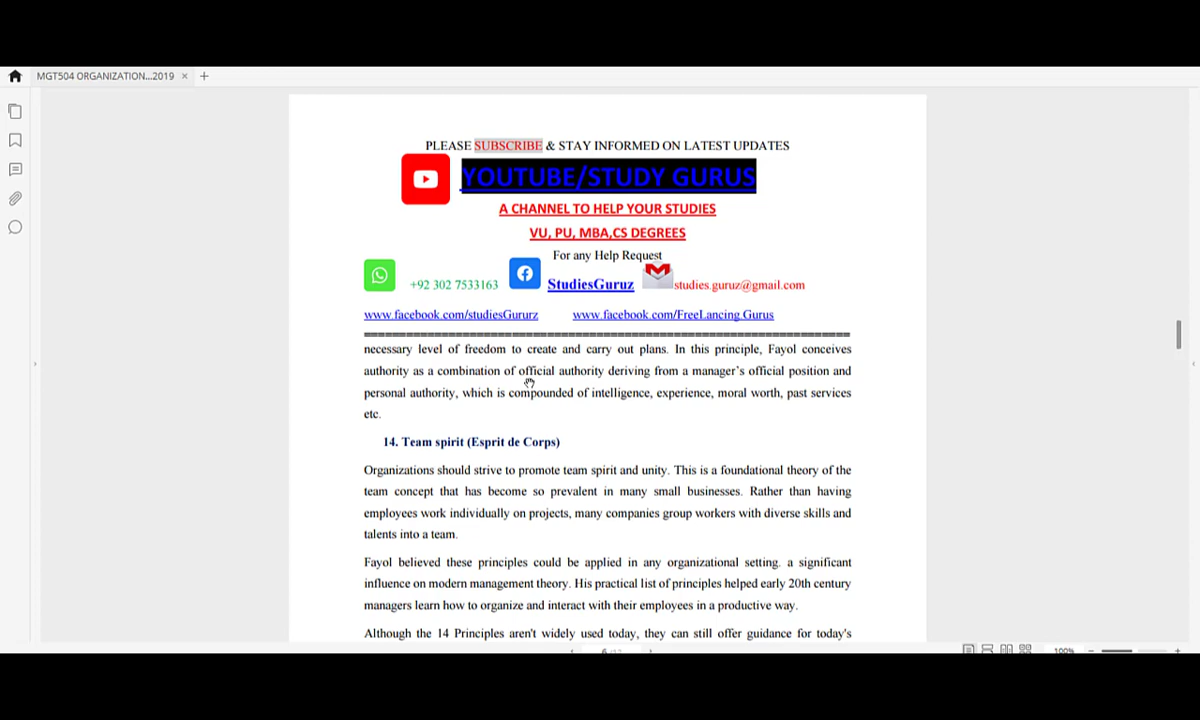 MGT504 ORGANIZATION...2019
PLEASE SUBSCRIBE & STAY INFORMED ON LATEST UPDATES
YOUTUBE/STUDY GURUS
A CHANNEL TO HELP YOUR STUDIES
VU, PU, MBA,CS DEGREES
For any Help Request
+92 302 7533163 StudiesGuruz studies.guruz@gmail.com
www.facebook.com/studiesGururz www.facebook.com/FreeLancing.Gurus
necessary level of freedom to create and carry out plans. In this principle, Fayol conceives
authority as a combination of official authority deriving from a manager's official position and
personal authority, which is compounded of intelligence, experience, moral worth, past services
etc.
14. Team spirit (Esprit de Corps)
Organizations should strive to promote team spirit and unity. This is a foundational theory of the
team concept that has become so prevalent in many small businesses. Rather than having
employees work individually on projects, many companies group workers with diverse skills and
talents into a team.
Fayol believed these principles could be applied in any organizational setting. a significant
influence on modern management theory. His practical list of principles helped early 20th century
managers learn how to organize and interact with their employees in a productive way.
Although the 14 Principles aren't widely used today, they can still offer guidance for today's
100%